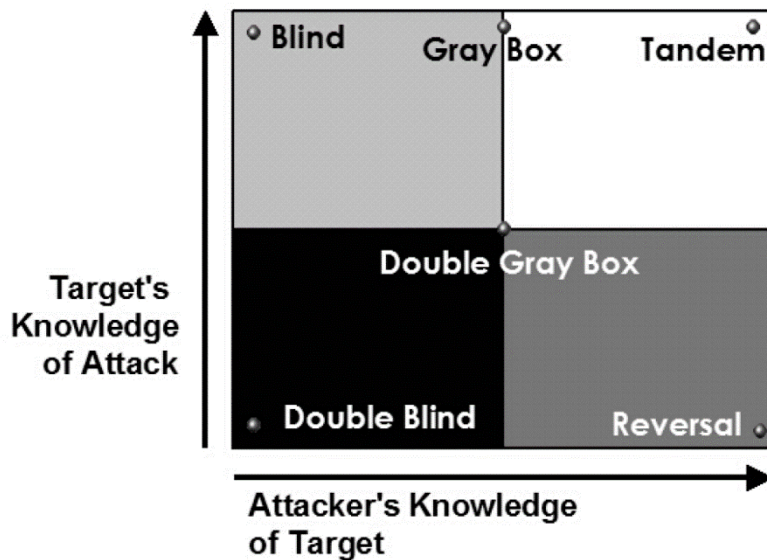 Blind
Gray Box
Tandem
Double Gray Box
Target's
Knowledge
of Attack
Double Blind
Reversal
Attacker's Knowledge
of Target